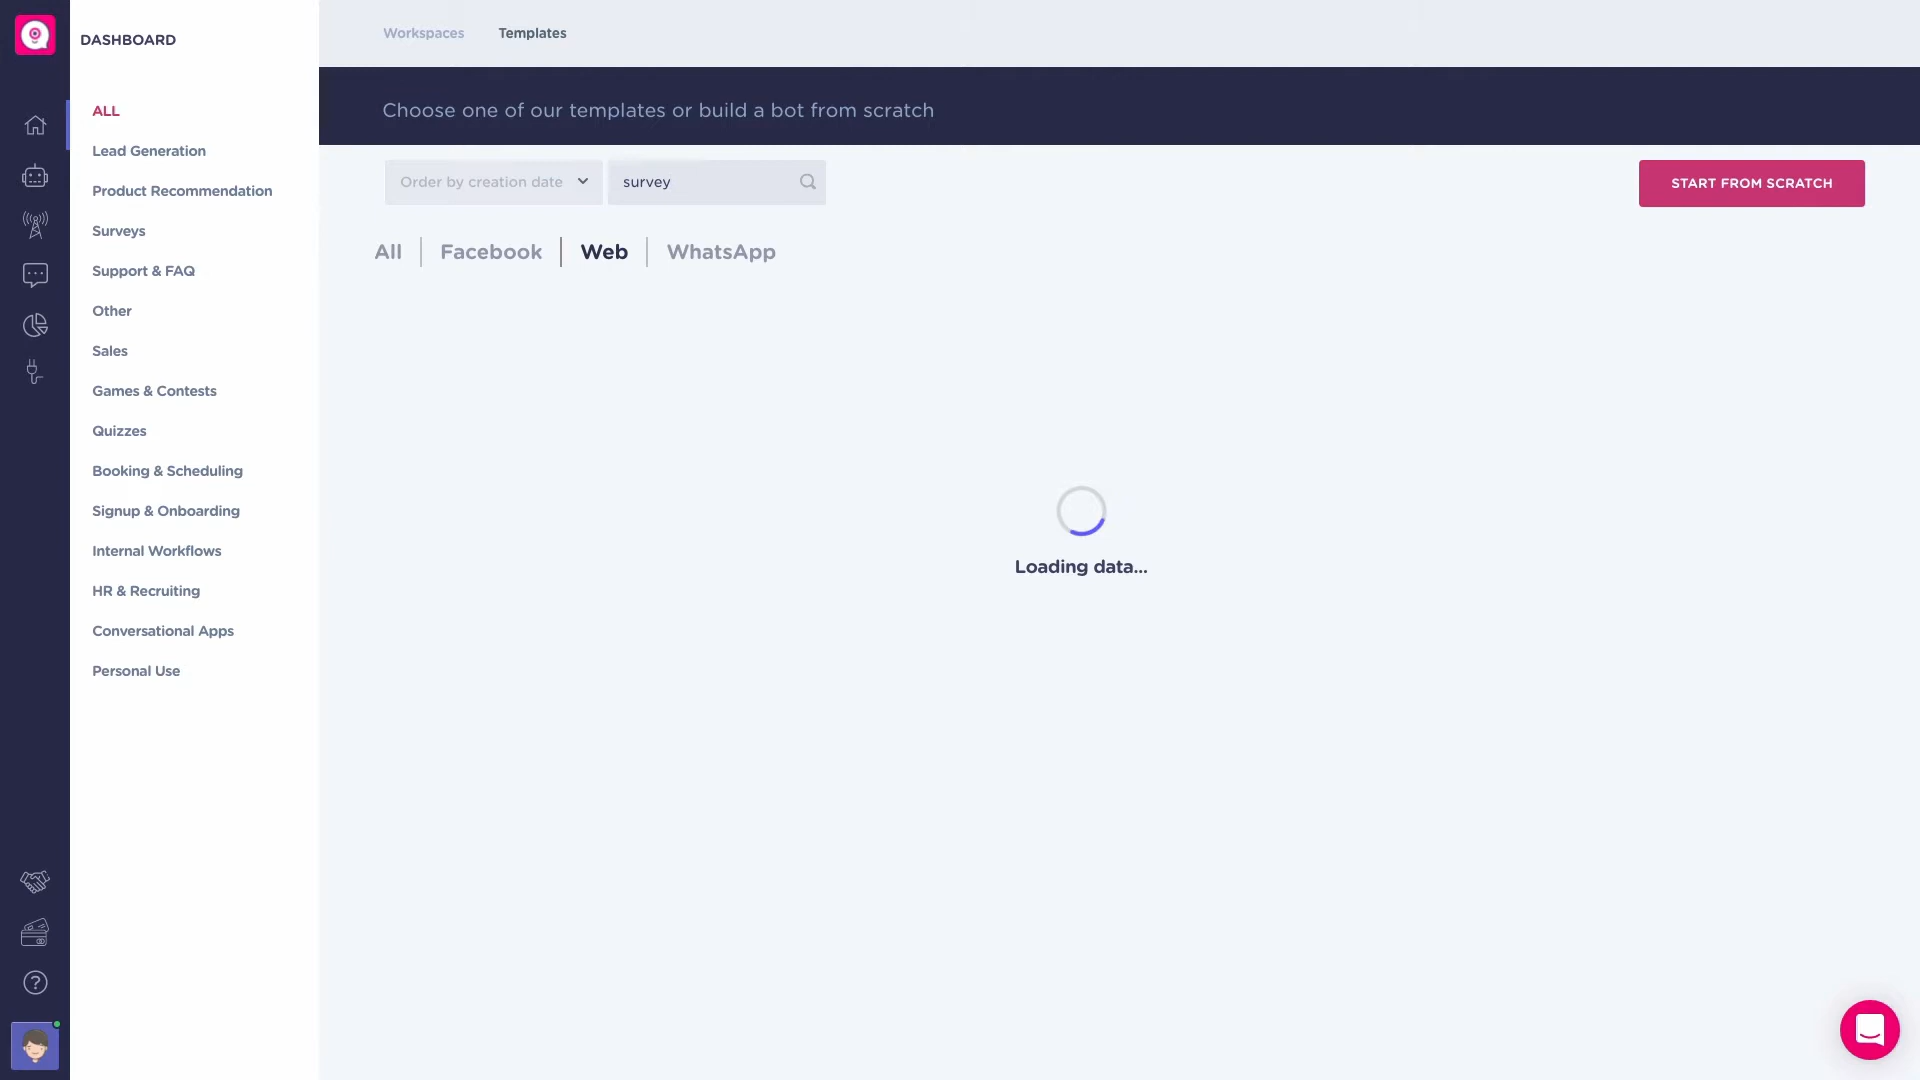 DASHBOARD
ALL
Lead Generation
Product Recommendation
Surveys
Support & FAQ
Other
Sales
Games & Contests
Quizzes
Booking & Scheduling
Signup & Onboarding
Internal Workflows
HR & Recruiting
Conversational Apps
Personal Use
Workspaces Templates
Choose one of our templates or build a bot from scratch
Order by creation date survey START FROM SCRATCH
All Facebook Web WhatsApp
Loading data...